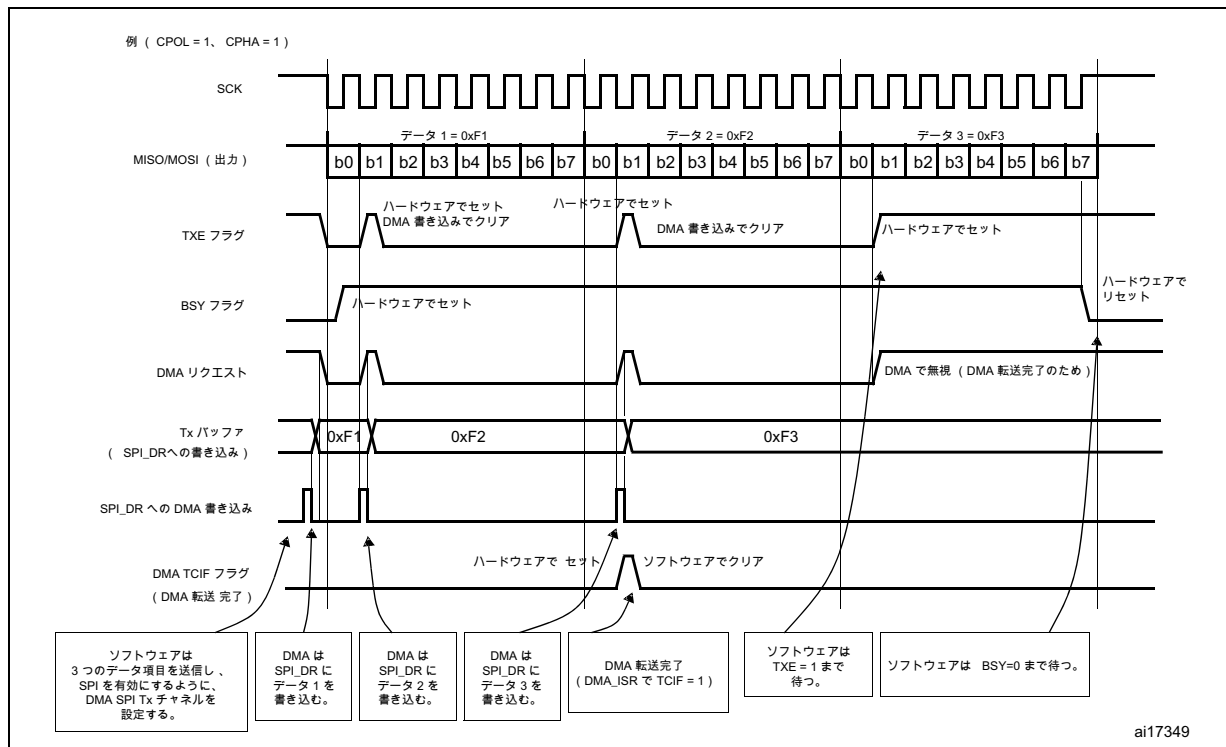 例 ( CPOL = 1、 CPHA = 1 )
SCK
データ 1 = 0xF1
データ 2 = 0xF2
データ 3 = 0xF3
MISO/MOSI ( 出力 )
b0 b1 b2 b3 b4 b5 b6 b7 b0 b1 b2 b3 b4 b5 b6 b7 b0 b1 b2 b3 b4 b5 b6 b7
TXE フラグ
ハードウェアでセット
DMA 書き込みでクリア
ハードウェアでセット
DMA 書き込みでクリア
ハードウェアでセット
BSY フラグ
ハードウェアでセット
ハードウェアで
リセット
DMA リクエスト
DMA で無視 ( DMA 転送完了のため )
Tx バッファ
( SPI_DRへの書き込み )
0xF1
0xF2
0xF3
SPI_DR への DMA 書き込み
DMA TCIF フラグ
( DMA 転送 完了 )
ハードウェアで セット
ソフトウェアでクリア
ソフトウェアは
3 つのデータ項目を送信し 、
SPI を有効にするように、
DMA SPI Tx チャネルを
設定する。
DMA は
SPI_DR に
データ 1 を
書き込む。
DMA は
SPI_DR に
データ 2 を
書き込む。
DMA は
SPI_DR に
データ 3 を
書き込む。
DMA 転送完了
( DMA_ISR で TCIF = 1 )
ソフトウェアは
TXE = 1 まで
待つ。
ソフトウェアは BSY=0 まで待つ。
ai17349